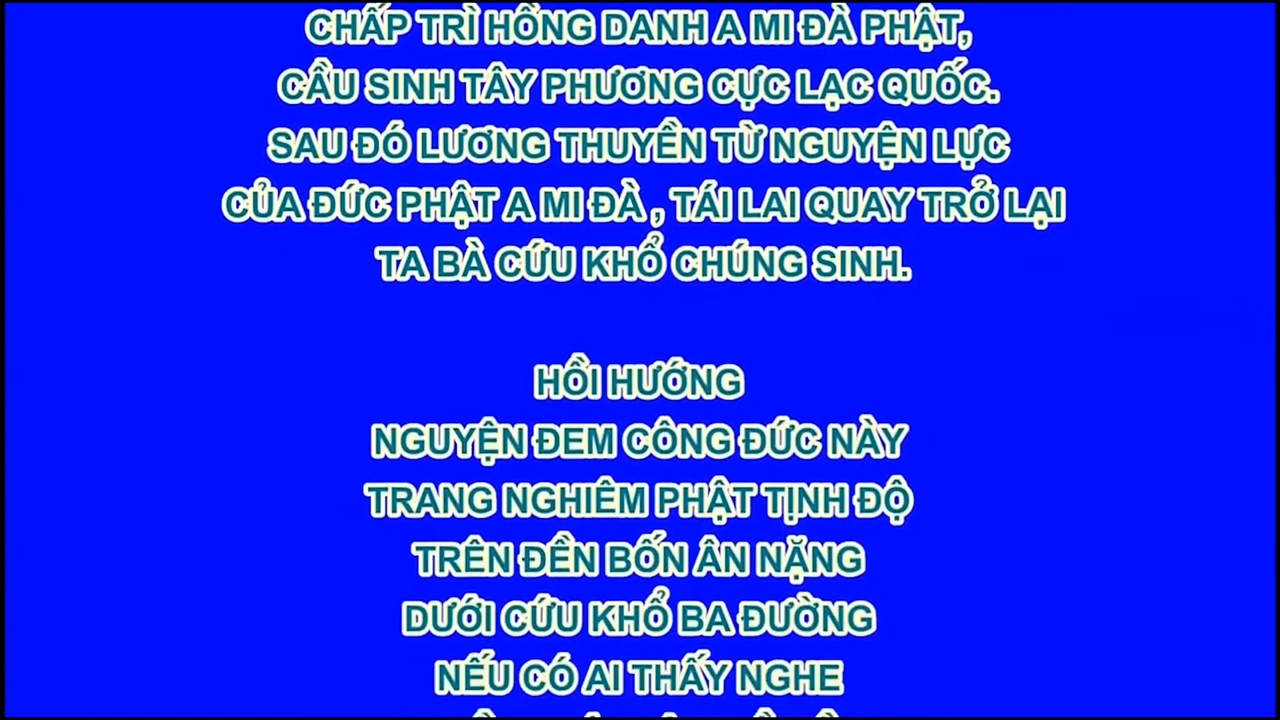 CHẤP TRÌ HỒNG DANH A MI ĐÀ PHẬT,
CẦU SINH TÂY PHƯƠNG CỰC LẠC QUỐC.
SAU ĐÓ LƯƠNG THUYỀN TỪ NGUYỆN LỰC
CỦA ĐỨC PHẬT A MI ĐÀ , TÁI LAI QUAY TRỞ LẠI
TA BÀ CỨU KHỔ CHÚNG SINH.
HỒI HƯỚNG
NGUYỆN ĐEM CÔNG ĐỨC NÀY
TRANG NGHIÊM PHẬT TỊNH ĐỘ
TRÊN ĐỀN BỐN ÂN NẶNG
DƯỚI CỨU KHỔ BA ĐƯỜNG
NẾU CÓ AI THẤY NGHE